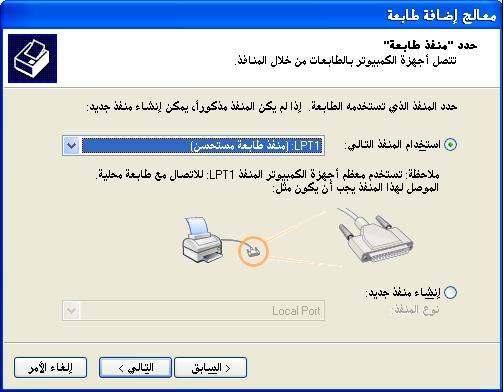 معالج إضافة طابعة
حدد "منفذ طابعة"
تتصل أجهزة الكمبيوتر بالطابعات من خلال المنافذ.
حدد المنفذ الذي تستخدمه الطابعة. إذا لم يكن المنفذ مذكوراً، يمكن إنشاء منفذ جديد:
استخدام المنفذ التالي:
LPT1: (منفذ طابعة مستحسن)
ملاحظة: تستخدم معظم أجهزة الكمبيوتر المنفذ LPT1: للاتصال مع طابعة محلية.
الموصل لهذا المنفذ يجب أن يكون مثل:
إنشاء منفذ جديد:
نوع المنفذ:
Local Port
< السابق
التالي >
إلغاء الأمر